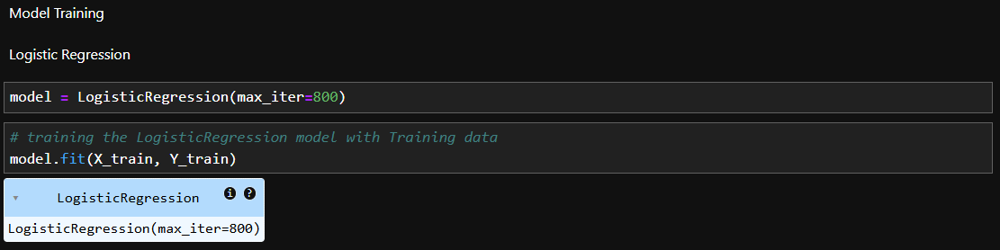 Model Training
Logistic Regression
model = LogisticRegression(max_iter=800)
# training the LogisticRegression model with Training data
model.fit(X_train, Y_train)
LogisticRegression i ?
LogisticRegression(max_iter=800)